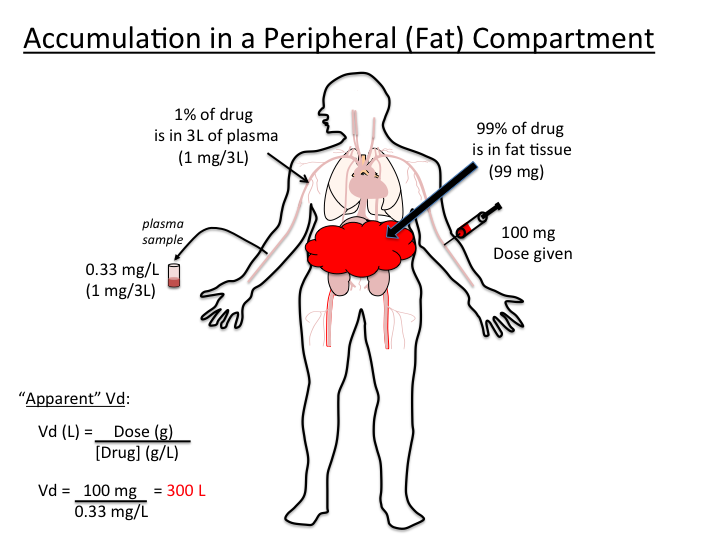 Accumulation in a Peripheral (Fat) Compartment
1% of drug
is in 3L of plasma
(1 mg/3L)
99% of drug
is in fat tissue
(99 mg)
plasma
sample
100 mg
Dose given
0.33 mg/L
(1 mg/3L)
“Apparent” Vd:
Vd (L) = Dose (g)
[Drug] (g/L)
Vd = 100 mg = 300 L
0.33 mg/L